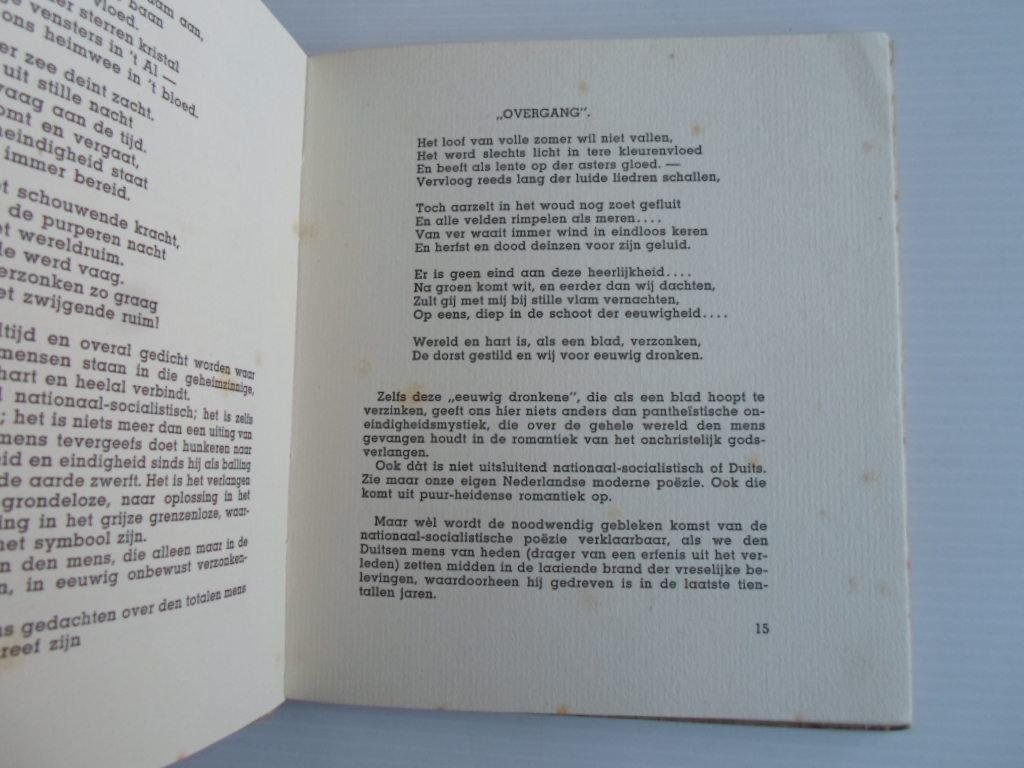 aan,
baan
vloed.
sterren kristal
vensters in 't Al —
ons heimwee in 't bloed.
zee deint zacht.
uit stille nacht
vaag aan de tijd.
en vergaat,
staat
immer bereid.
schouwende kracht,
de purperen nacht
wereldruim.
werd vaag.
zo graag
zwijgende ruim!
en overal gedicht worden waar
mensen staan in die geheimzinnige,
hart en heelal verbindt.
nationaal-socialistisch; het is zelfs
; het is niets meer dan een uiting van
mens tevergeefs doet hunkeren naar
en eindigheid sinds hij als balling
de aarde zwerft. Het is het verlangen
grondeloze, naar oplossing in het
in het grijze grenzenloze, waar-
het symbool zijn.
den mens, die alleen maar in de
, in eeuwig onbewust verzonken-
gedachten over den totalen mens
zijn
„OVERGANG".
Het loof van volle zomer wil niet vallen,
Het werd slechts licht in tere kleurenvloed
En beeft als lente op der asters gloed. —
Vervloog reeds lang der luide liedren schallen,
Toch aarzelt in het woud nog zoet gefluit
En alle velden rimpelen als meren....
Van ver waait immer wind in eindloos keren
En herfst en dood deinzen voor zijn geluid.
Er is geen eind aan deze heerlijkheid....
Na groen komt wit, en eerder dan wij dachten,
Zult gij met mij bij stille vlam vernachten,
Op eens, diep in de schoot der eeuwigheid....
Wereld en hart is, als een blad, verzonken,
De dorst gestild en wij voor eeuwig dronken.
Zelfs deze „eeuwig dronkene", die als een blad hoopt te
verzinken, geeft ons hier niets anders dan pantheïstische on-
eindigheidsmystiek, die over de gehele wereld den mens
gevangen houdt in de romantiek van het onchristelijk gods-
verlangen.
Ook dàt is niet uitsluitend nationaal-socialistisch of Duits.
Zie maar onze eigen Nederlandse moderne poëzie. Ook die
komt uit puur-heidense romantiek op.
Maar wèl wordt de noodwendig gebleken komst van de
nationaal-socialistische poëzie verklaarbaar, als we den
Duitsen mens van heden (drager van een erfenis uit het ver-
leden) zetten midden in de laaiende brand der vreselijke be-
levingen, waardoorheen hij gedreven is in de laatste tien-
tallen jaren.
15